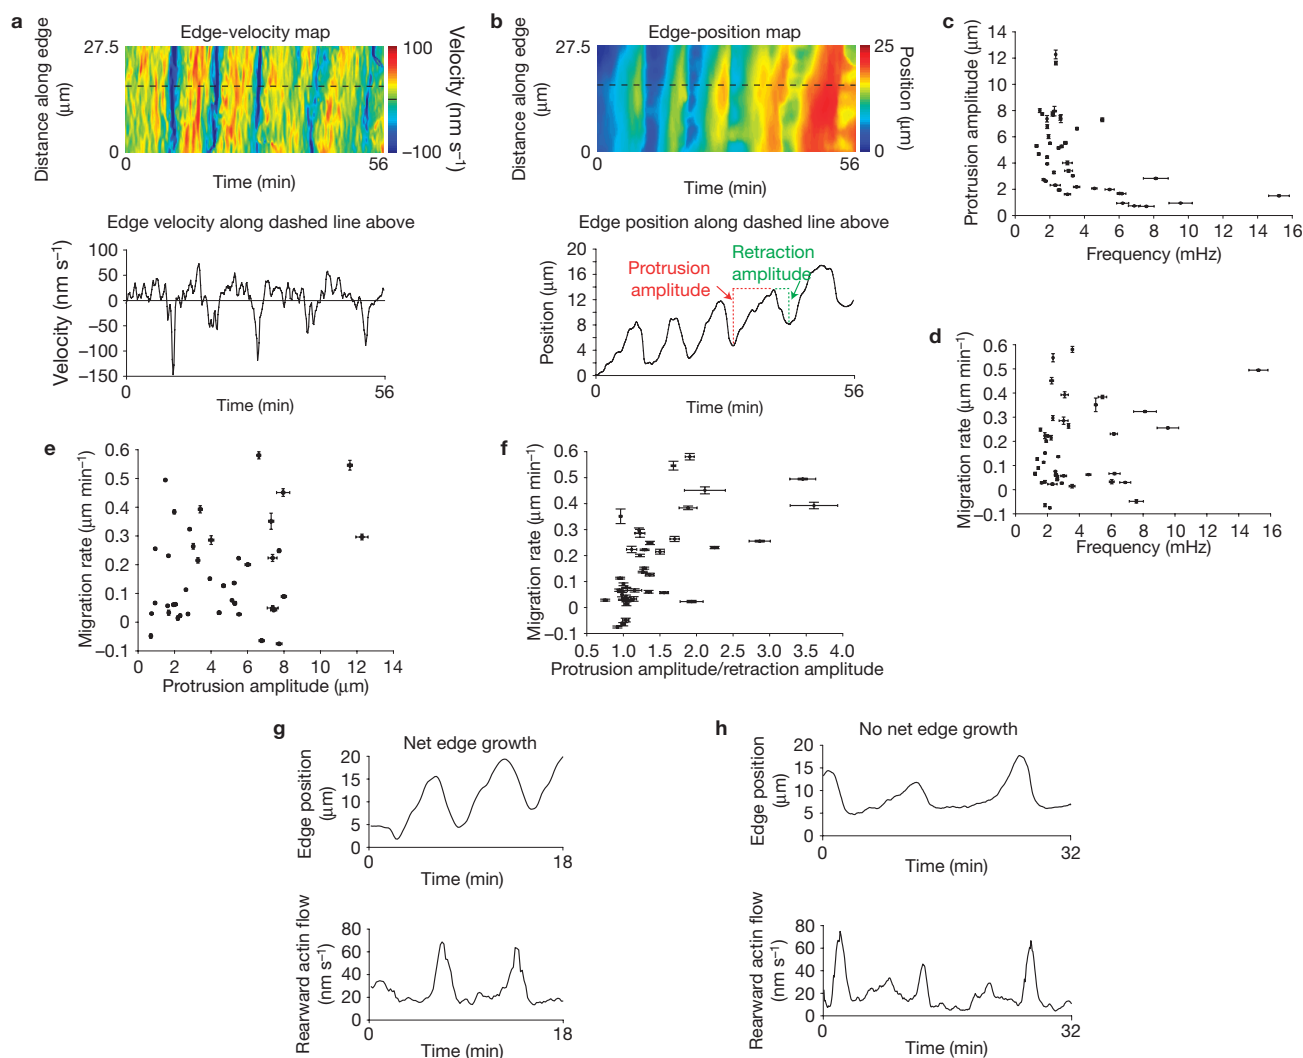 a
Edge-velocity map
27.5
0
Distance along edge
(μm)
56
Time (min)
100
−100
Velocity (nm s⁻¹)
Edge velocity along dashed line above
100
50
0
−50
−100
−150
Velocity (nm s⁻¹)
0
56
Time (min)
b
Edge-position map
27.5
0
Distance along edge
(μm)
56
Time (min)
25
0
Position
(μm)
Edge position along dashed line above
20
16
12
8
4
0
Position (μm)
Protrusion
amplitude
Retraction
amplitude
0
56
Time (min)
c
14
12
10
8
6
4
2
0
Protrusion amplitude (μm)
0 2 4 6 8 10 12 14 16
Frequency (mHz)
d
0.6
0.5
0.4
0.3
0.2
0.1
0
−0.1
Migration rate (μm min⁻¹)
0 2 4 6 8 10 12 14 16
Frequency (mHz)
e
0.6
0.5
0.4
0.3
0.2
0.1
0
−0.1
Migration rate (μm min⁻¹)
0 2 4 6 8 10 12 14
Protrusion amplitude (μm)
f
0.6
0.5
0.4
0.3
0.2
0.1
0
−0.1
Migration rate (μm min⁻¹)
0.5 1.0 1.5 2.0 2.5 3.0 3.5 4.0
Protrusion amplitude/retraction amplitude
g
Net edge growth
20
15
10
5
0
Edge position
(μm)
0
18
Time (min)
80
60
40
20
0
Rearward actin flow
(nm s⁻¹)
0
18
Time (min)
h
No net edge growth
20
15
10
5
0
Edge position
(μm)
0
32
Time (min)
80
60
40
20
0
Rearward actin flow
(nm s⁻¹)
0
32
Time (min)